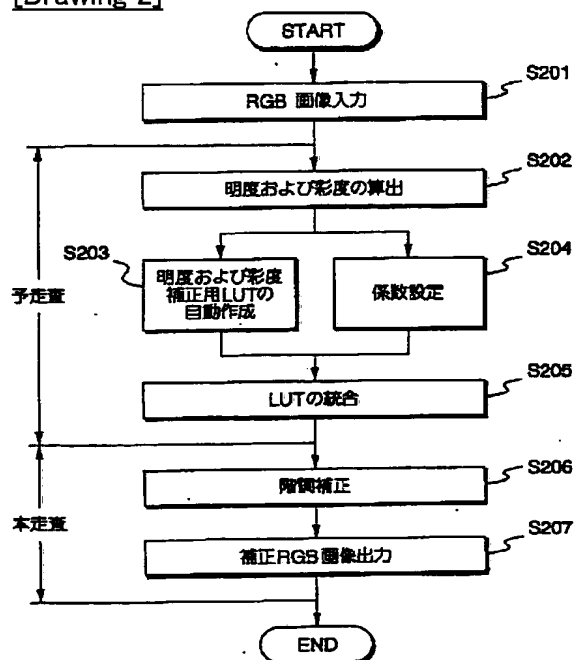 [Drawing 2]
START
S201
RGB 画像入力
S202
明度および彩度の算出
S203
明度および彩度
補正用LUTの
自動作成
S204
係数設定
予走査
S205
LUTの統合
S206
階調補正
本走査
S207
補正RGB画像出力
END